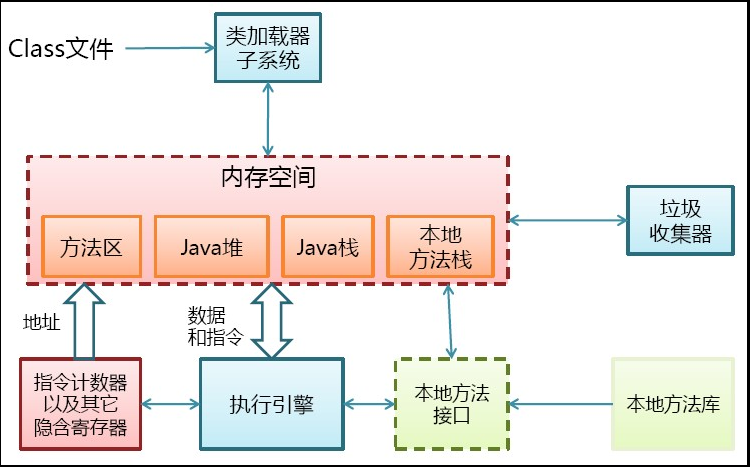 Class文件
类加载器
子系统
内存空间
方法区
Java堆
Java栈
本地
方法栈
垃圾
收集器
地址
数据
和指令
指令计数器
以及其它
隐含寄存器
执行引擎
本地方法
接口
本地方法库